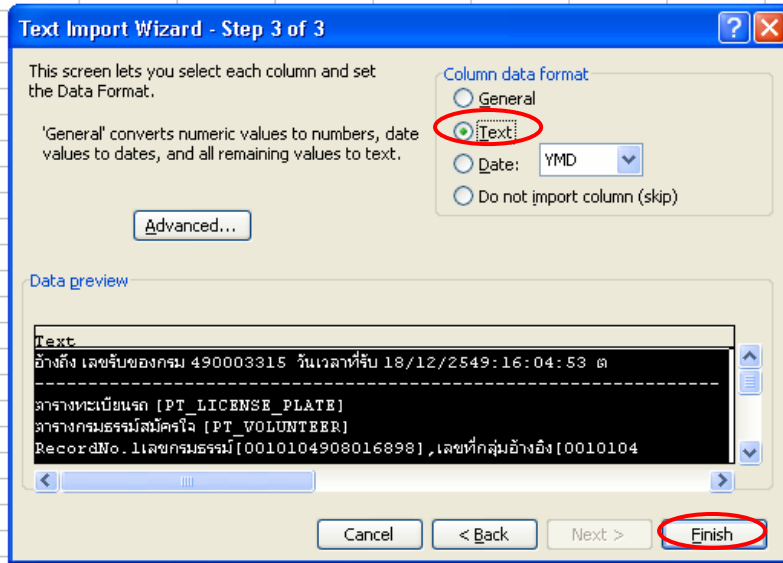 Text Import Wizard - Step 3 of 3
This screen lets you select each column and set
the Data Format.
'General' converts numeric values to numbers, date
values to dates, and all remaining values to text.
Advanced...
Column data format
General
Text
Date: YMD
Do not import column (skip)
Data preview
Text
อ้างถึง เลขรับของกรม 490003315 วันเวลาที่รับ 18/12/2549:16:04:53 ต
--------------------------------------------------------------------
ตารางทะเบียนรถ [PT_LICENSE_PLATE]
ตารางกรมธรรม์สมัครใจ [PT_VOLUNTEER]
RecordNo.1เลขกรมธรรม์[0010104908016898],เลขที่กลุ่มอ้างอิง[0010104
Cancel
< Back
Next >
Finish